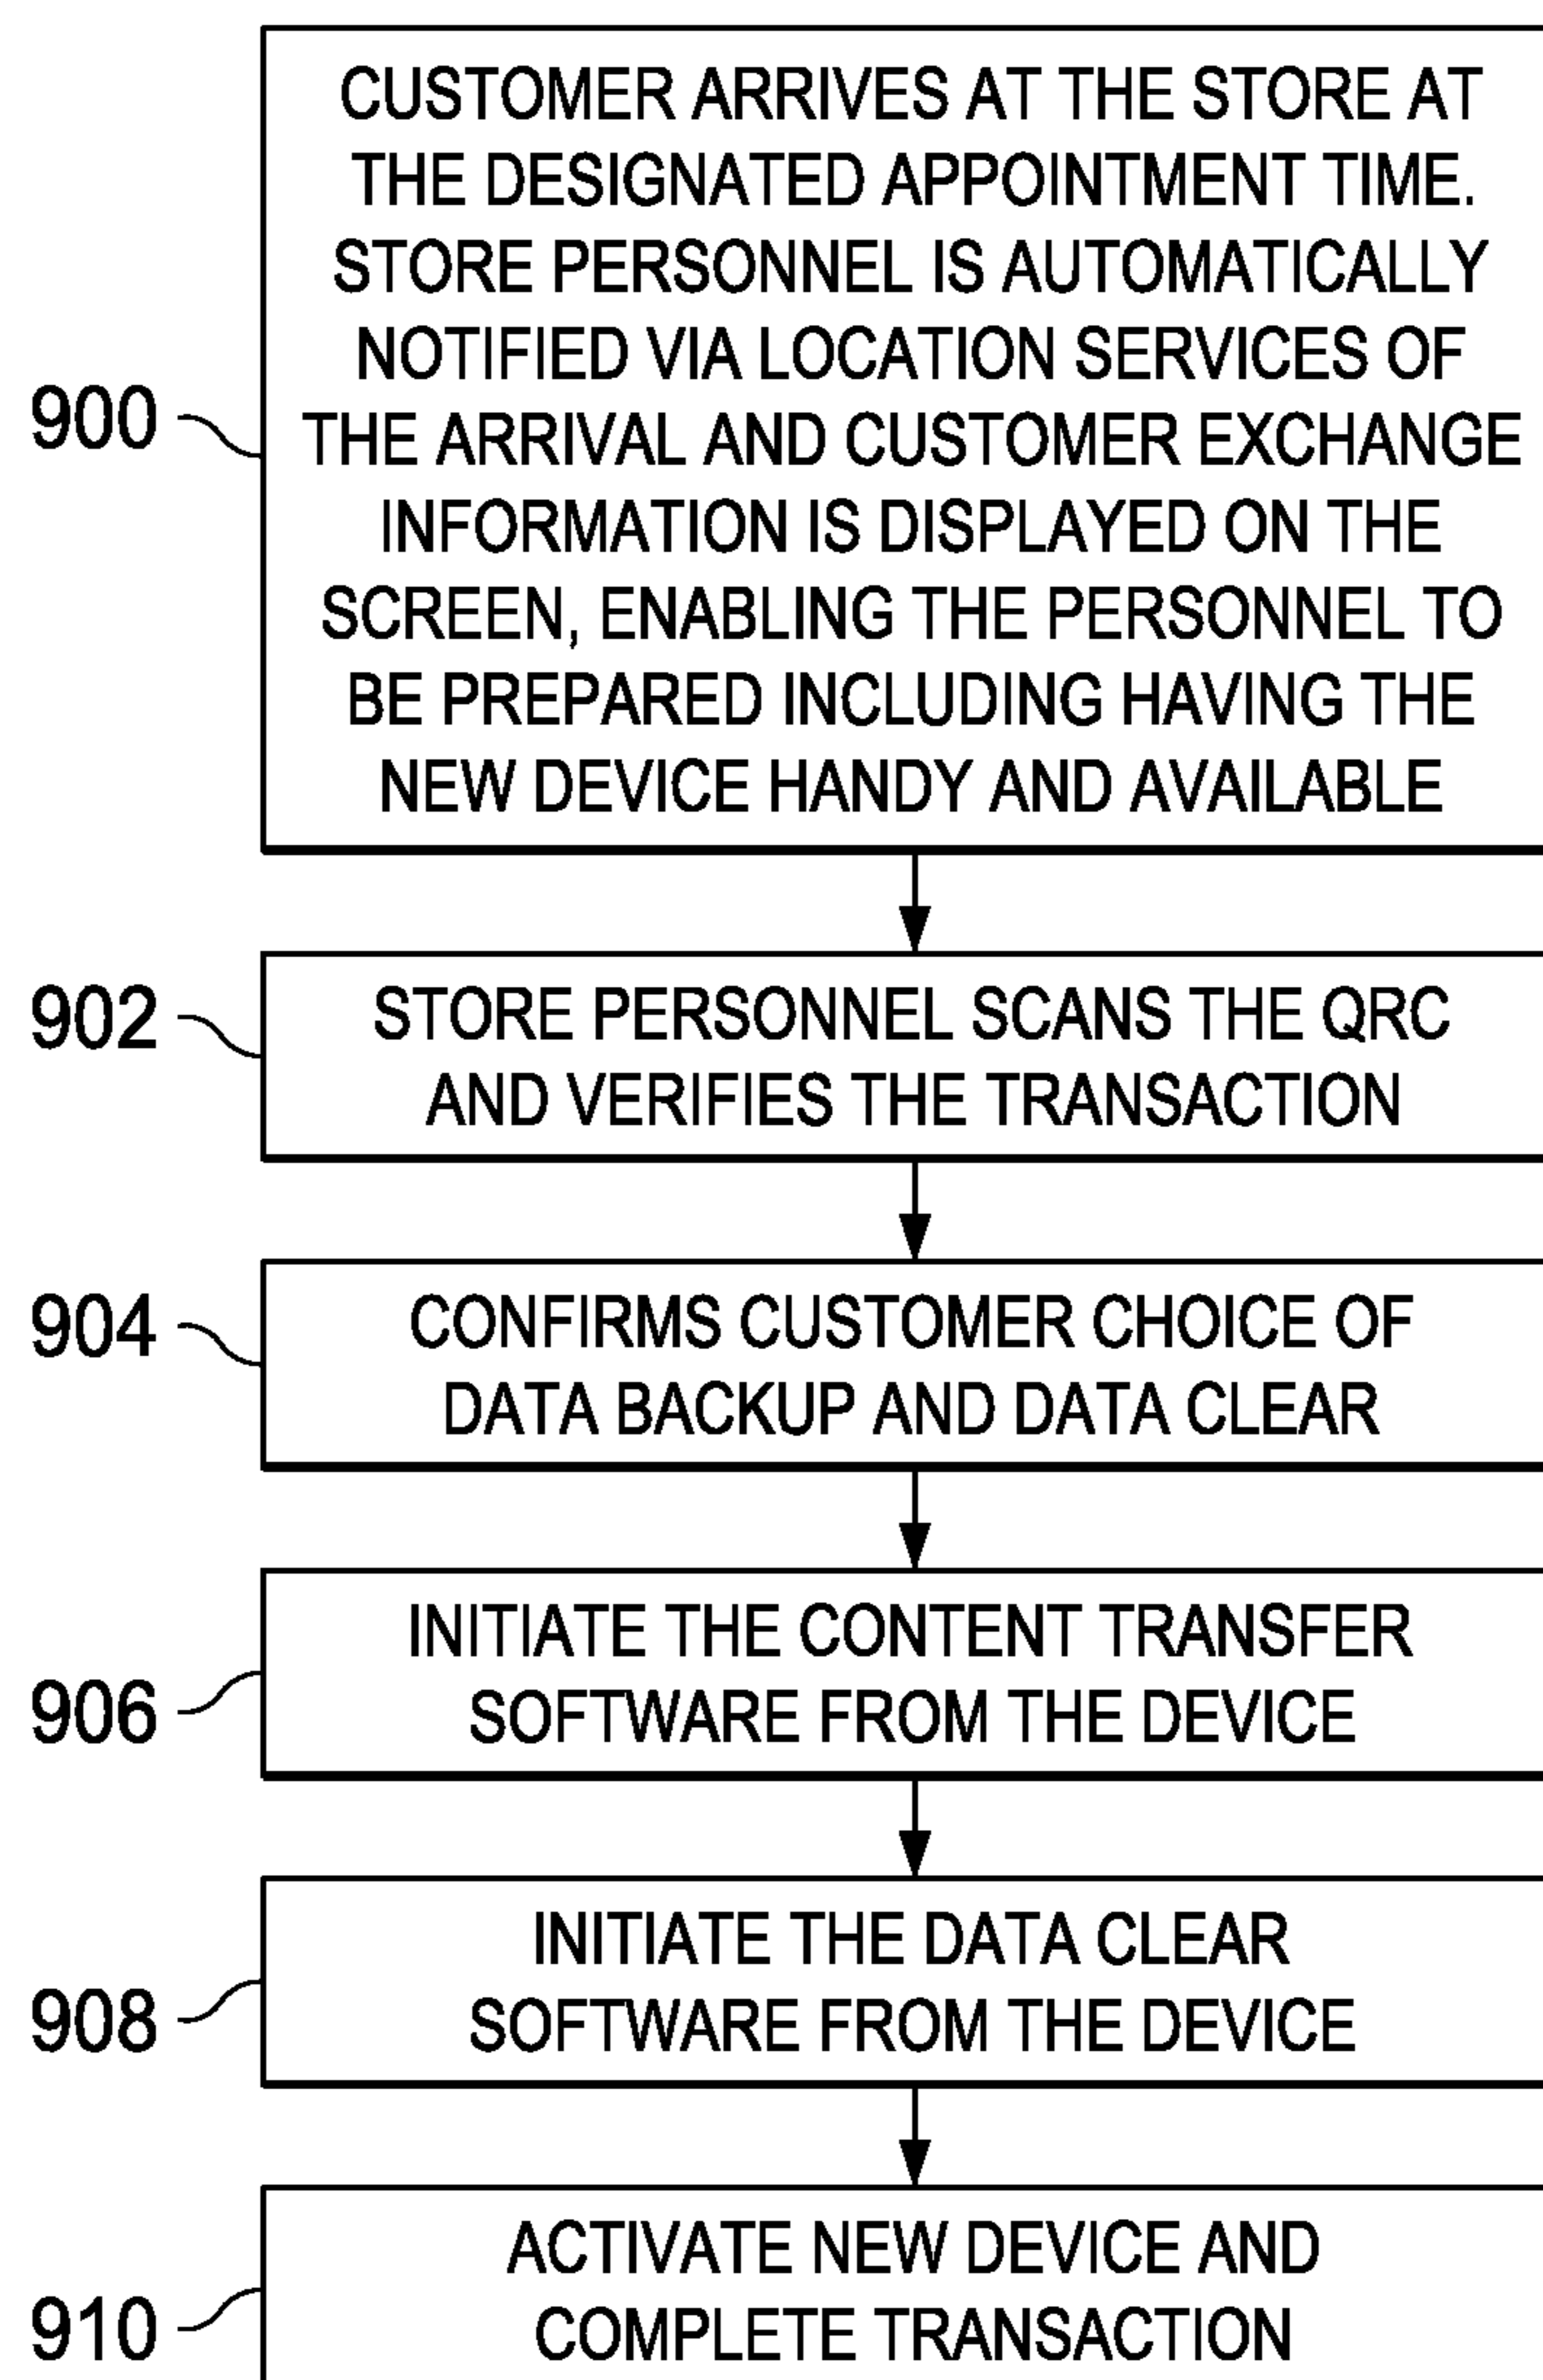 CUSTOMER ARRIVES AT THE STORE AT
THE DESIGNATED APPOINTMENT TIME.
STORE PERSONNEL IS AUTOMATICALLY
NOTIFIED VIA LOCATION SERVICES OF
900
THE ARRIVAL AND CUSTOMER EXCHANGE
INFORMATION IS DISPLAYED ON THE
SCREEN, ENABLING THE PERSONNEL TO
BE PREPARED INCLUDING HAVING THE
NEW DEVICE HANDY AND AVAILABLE
902
STORE PERSONNEL SCANS THE QRC
AND VERIFIES THE TRANSACTION
904
CONFIRMS CUSTOMER CHOICE OF
DATA BACKUP AND DATA CLEAR
906
INITIATE THE CONTENT TRANSFER
SOFTWARE FROM THE DEVICE
908
INITIATE THE DATA CLEAR
SOFTWARE FROM THE DEVICE
910
ACTIVATE NEW DEVICE AND
COMPLETE TRANSACTION